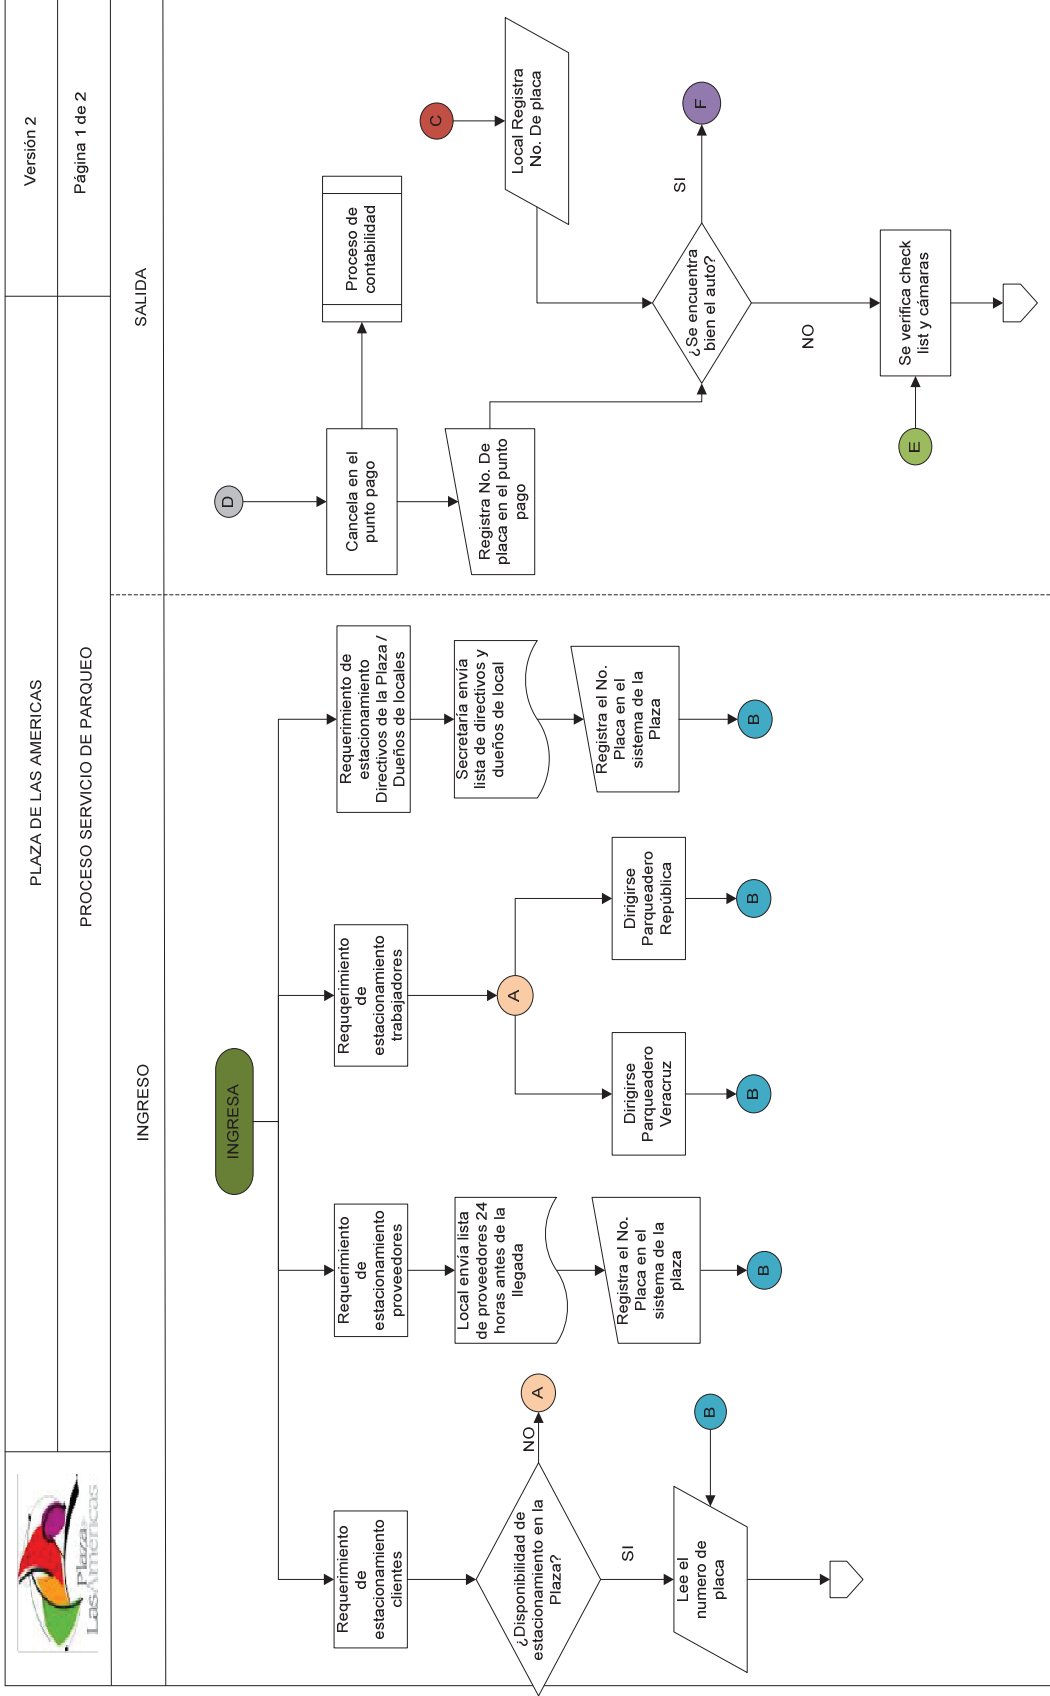 Plaza
LasAmericas
PLAZA DE LAS AMERICAS
Versión 2
PROCESO SERVICIO DE PARQUEO
Página 1 de 2
INGRESO
SALIDA
INGRESA
Requerimiento
de
estacionamiento
clientes
¿Disponibilidad de
estacionamiento en la
Plaza?
NO
A
SI
Lee el
numero de
placa
B
Requerimiento
de
estacionamiento
proveedores
Local envía lista
de proveedores 24
horas antes de la
llegada
Registra el No.
Placa en el
sistema de la
plaza
B
Requqerimiento
de
estacionamiento
trabajadores
A
Dirigirse
Parqueadero
Veracruz
B
Dirigirse
Parqueadero
República
B
Requerimiento de
estacionamiento
Directivos de la Plaza /
Dueños de locales
Secretaría envía
lista de directivos y
dueños de local
Registra el No.
Placa en el
sistema de la
Plaza
B
D
Cancela en el
punto pago
Proceso de
contabilidad
Registra No. De
placa en el punto
pago
C
Local Registra
No. De placa
¿Se encuentra
bien el auto?
SI
F
NO
Se verifica check
list y cámaras
E